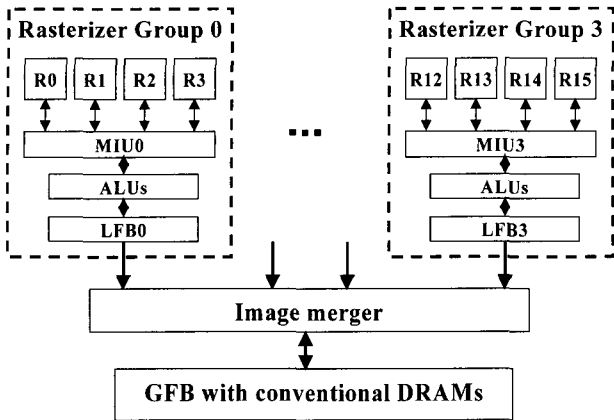 Rasterizer Group 0
R0 R1 R2 R3
MIU0
ALUs
LFB0
...
Rasterizer Group 3
R12 R13 R14 R15
MIU3
ALUs
LFB3
Image merger
GFB with conventional DRAMs